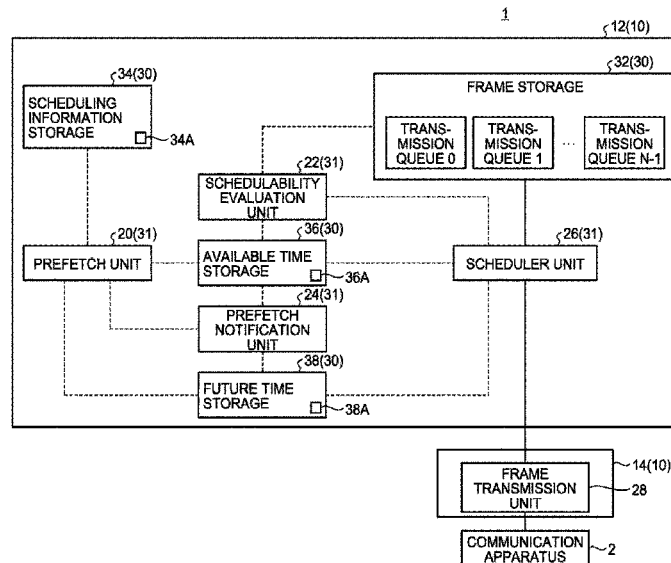 1
12(10)
34(30)
SCHEDULING
INFORMATION
STORAGE
34A
32(30)
FRAME STORAGE
TRANS-
MISSION
QUEUE 0
TRANS-
MISSION
QUEUE 1
...
TRANS-
MISSION
QUEUE N-1
22(31)
SCHEDULABILITY
EVALUATION
UNIT
20(31)
PREFETCH UNIT
36(30)
AVAILABLE TIME
STORAGE
36A
26(31)
SCHEDULER UNIT
24(31)
PREFETCH
NOTIFICATION
UNIT
38(30)
FUTURE TIME
STORAGE
38A
14(10)
FRAME
TRANSMISSION
UNIT
28
COMMUNICATION
APPARATUS
2